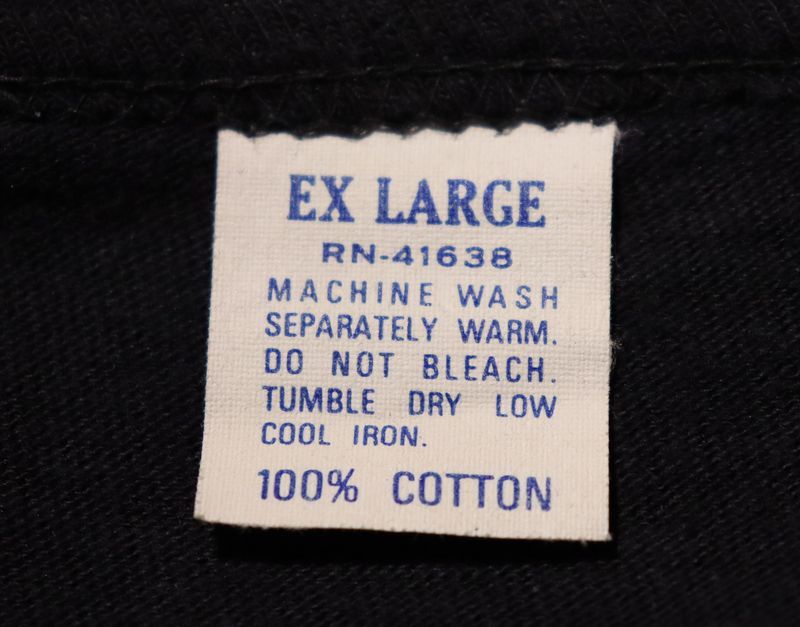 EX LARGE
RN-41638
MACHINE WASH
SEPARATELY WARM.
DO NOT BLEACH.
TUMBLE DRY LOW
COOL IRON.
100% COTTON